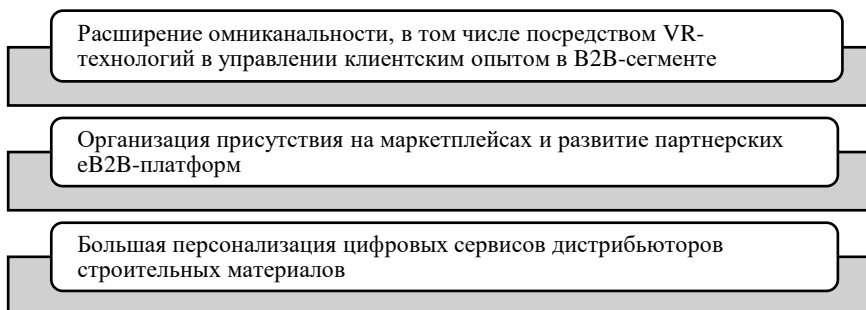 Расширение омниканальности, в том числе посредством VR-
технологий в управлении клиентским опытом в B2B-сегменте
Организация присутствия на маркетплейсах и развитие партнерских
eB2B-платформ
Большая персонализация цифровых сервисов дистрибьюторов
строительных материалов